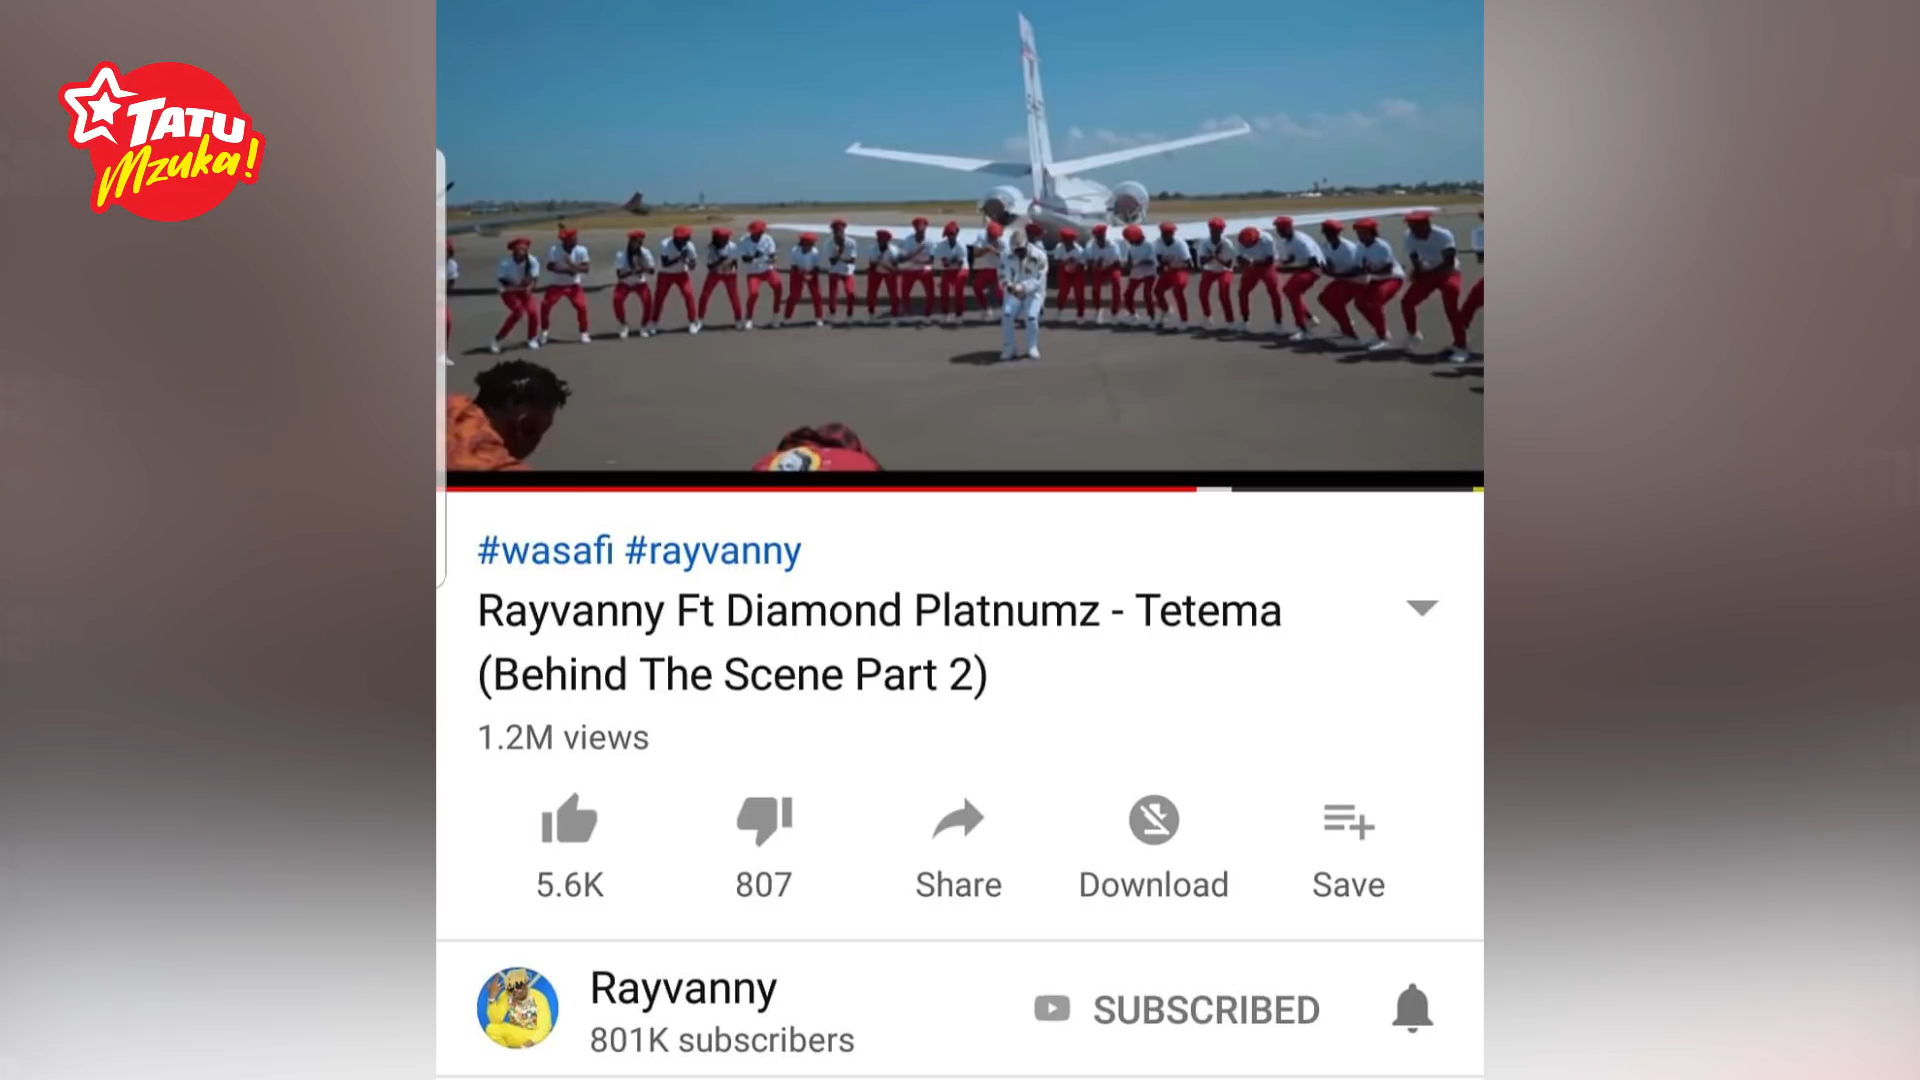 TATU
Mzuka!
#wasafi #rayvanny
Rayvanny Ft Diamond Platnumz - Tetema
(Behind The Scene Part 2)
1.2M views
5.6K 807 Share Download Save
Rayvanny
801K subscribers
SUBSCRIBED